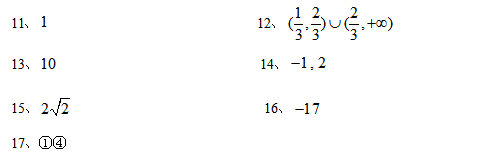 11、 1 12、 (1/3, 2/3)∪(2/3, +∞)
13、 10 14、 −1, 2
15、 2√2 16、 −17
17、①④